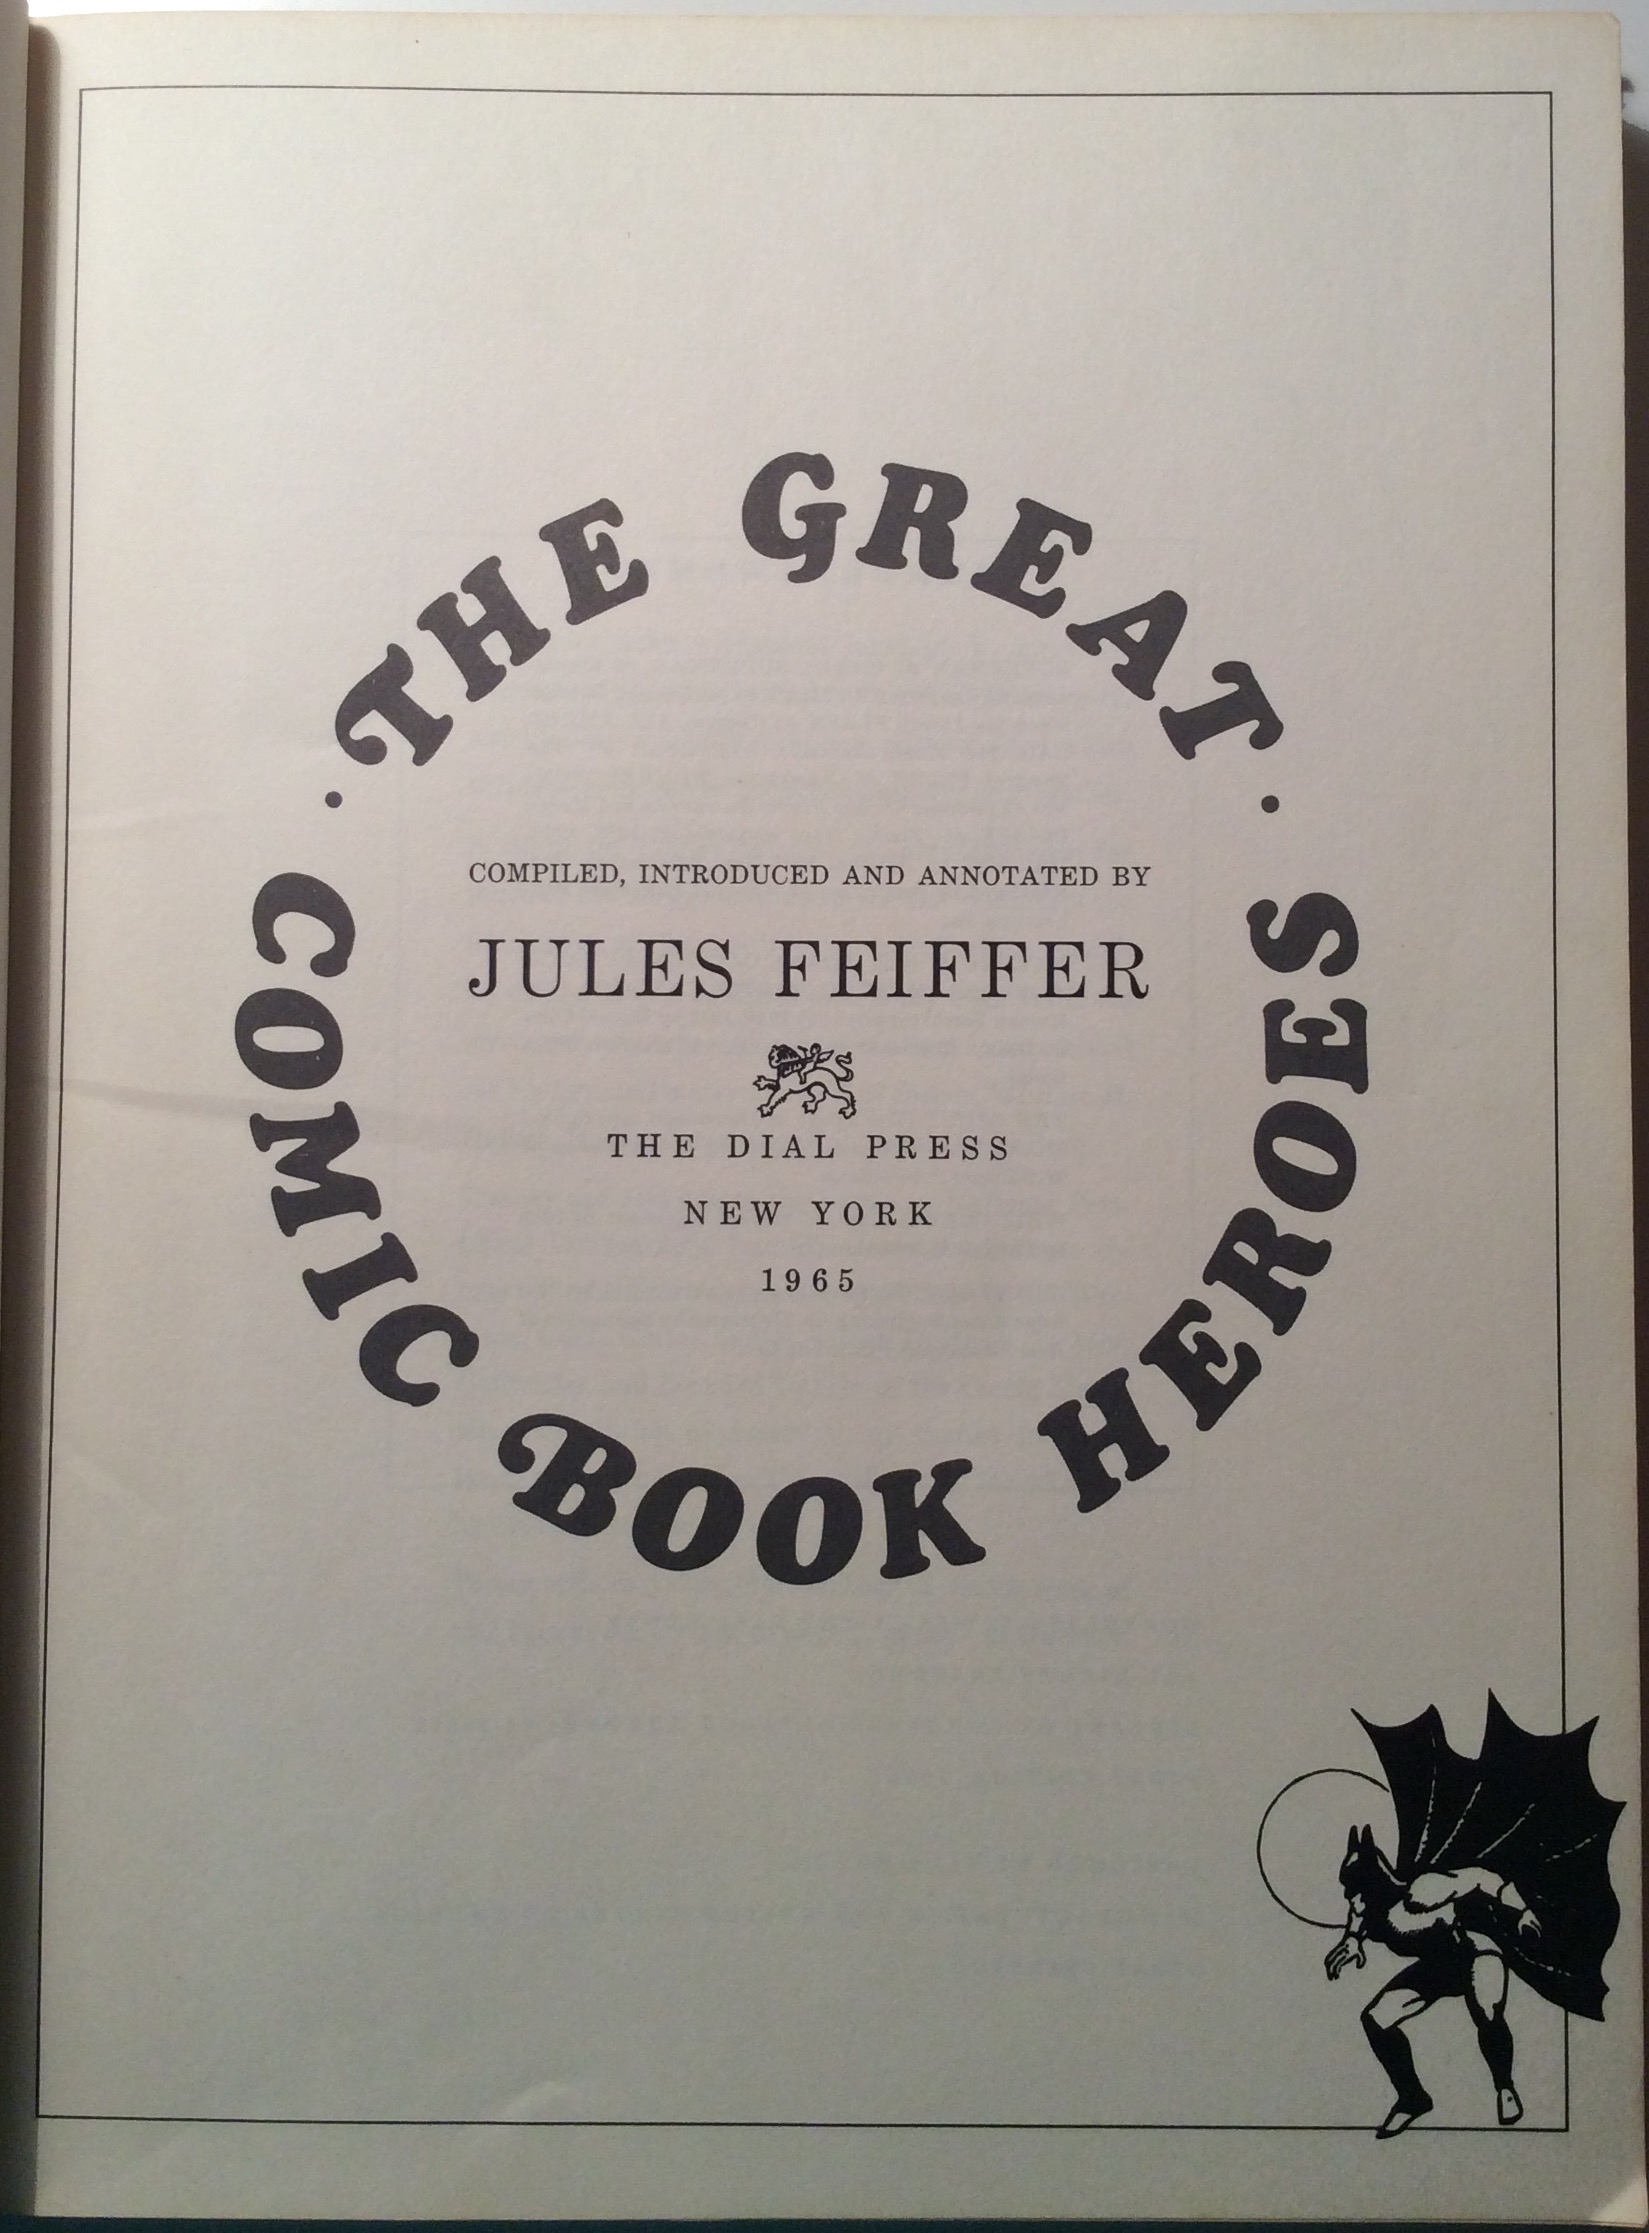 · THE GREAT ·
COMIC BOOK HEROES
COMPILED, INTRODUCED AND ANNOTATED BY
JULES FEIFFER
THE DIAL PRESS
NEW YORK
1965